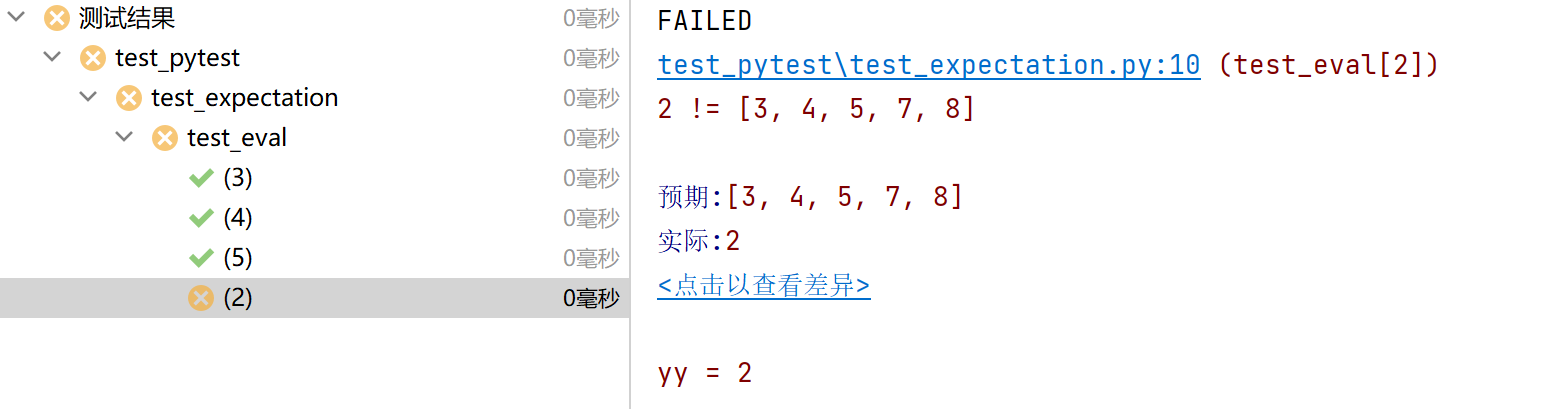 测试结果 0毫秒
test_pytest 0毫秒
test_expectation 0毫秒
test_eval 0毫秒
(3) 0毫秒
(4) 0毫秒
(5) 0毫秒
(2) 0毫秒
FAILED
test_pytest\test_expectation.py:10 (test_eval[2])
2 != [3, 4, 5, 7, 8]
预期:[3, 4, 5, 7, 8]
实际:2
<点击以查看差异>
yy = 2